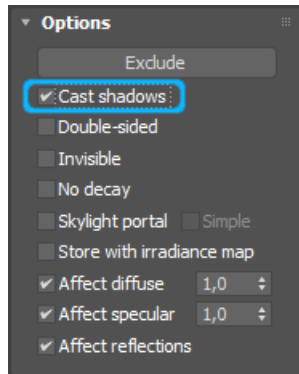 Options
Exclude
Cast shadows
Double-sided
Invisible
No decay
Skylight portal Simple
Store with irradiance map
Affect diffuse 1,0
Affect specular 1,0
Affect reflections